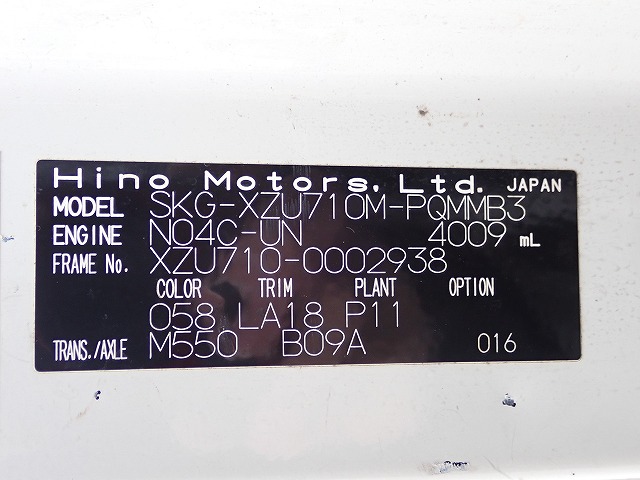 Hino Motors, Ltd. JAPAN
MODEL SKG-XZU710M-PQMMB3
ENGINE N04C-UN 4009 mL
FRAME No. XZU710-0002938
COLOR TRIM PLANT OPTION
058 LA18 P11
TRANS./AXLE M550 B09A 016